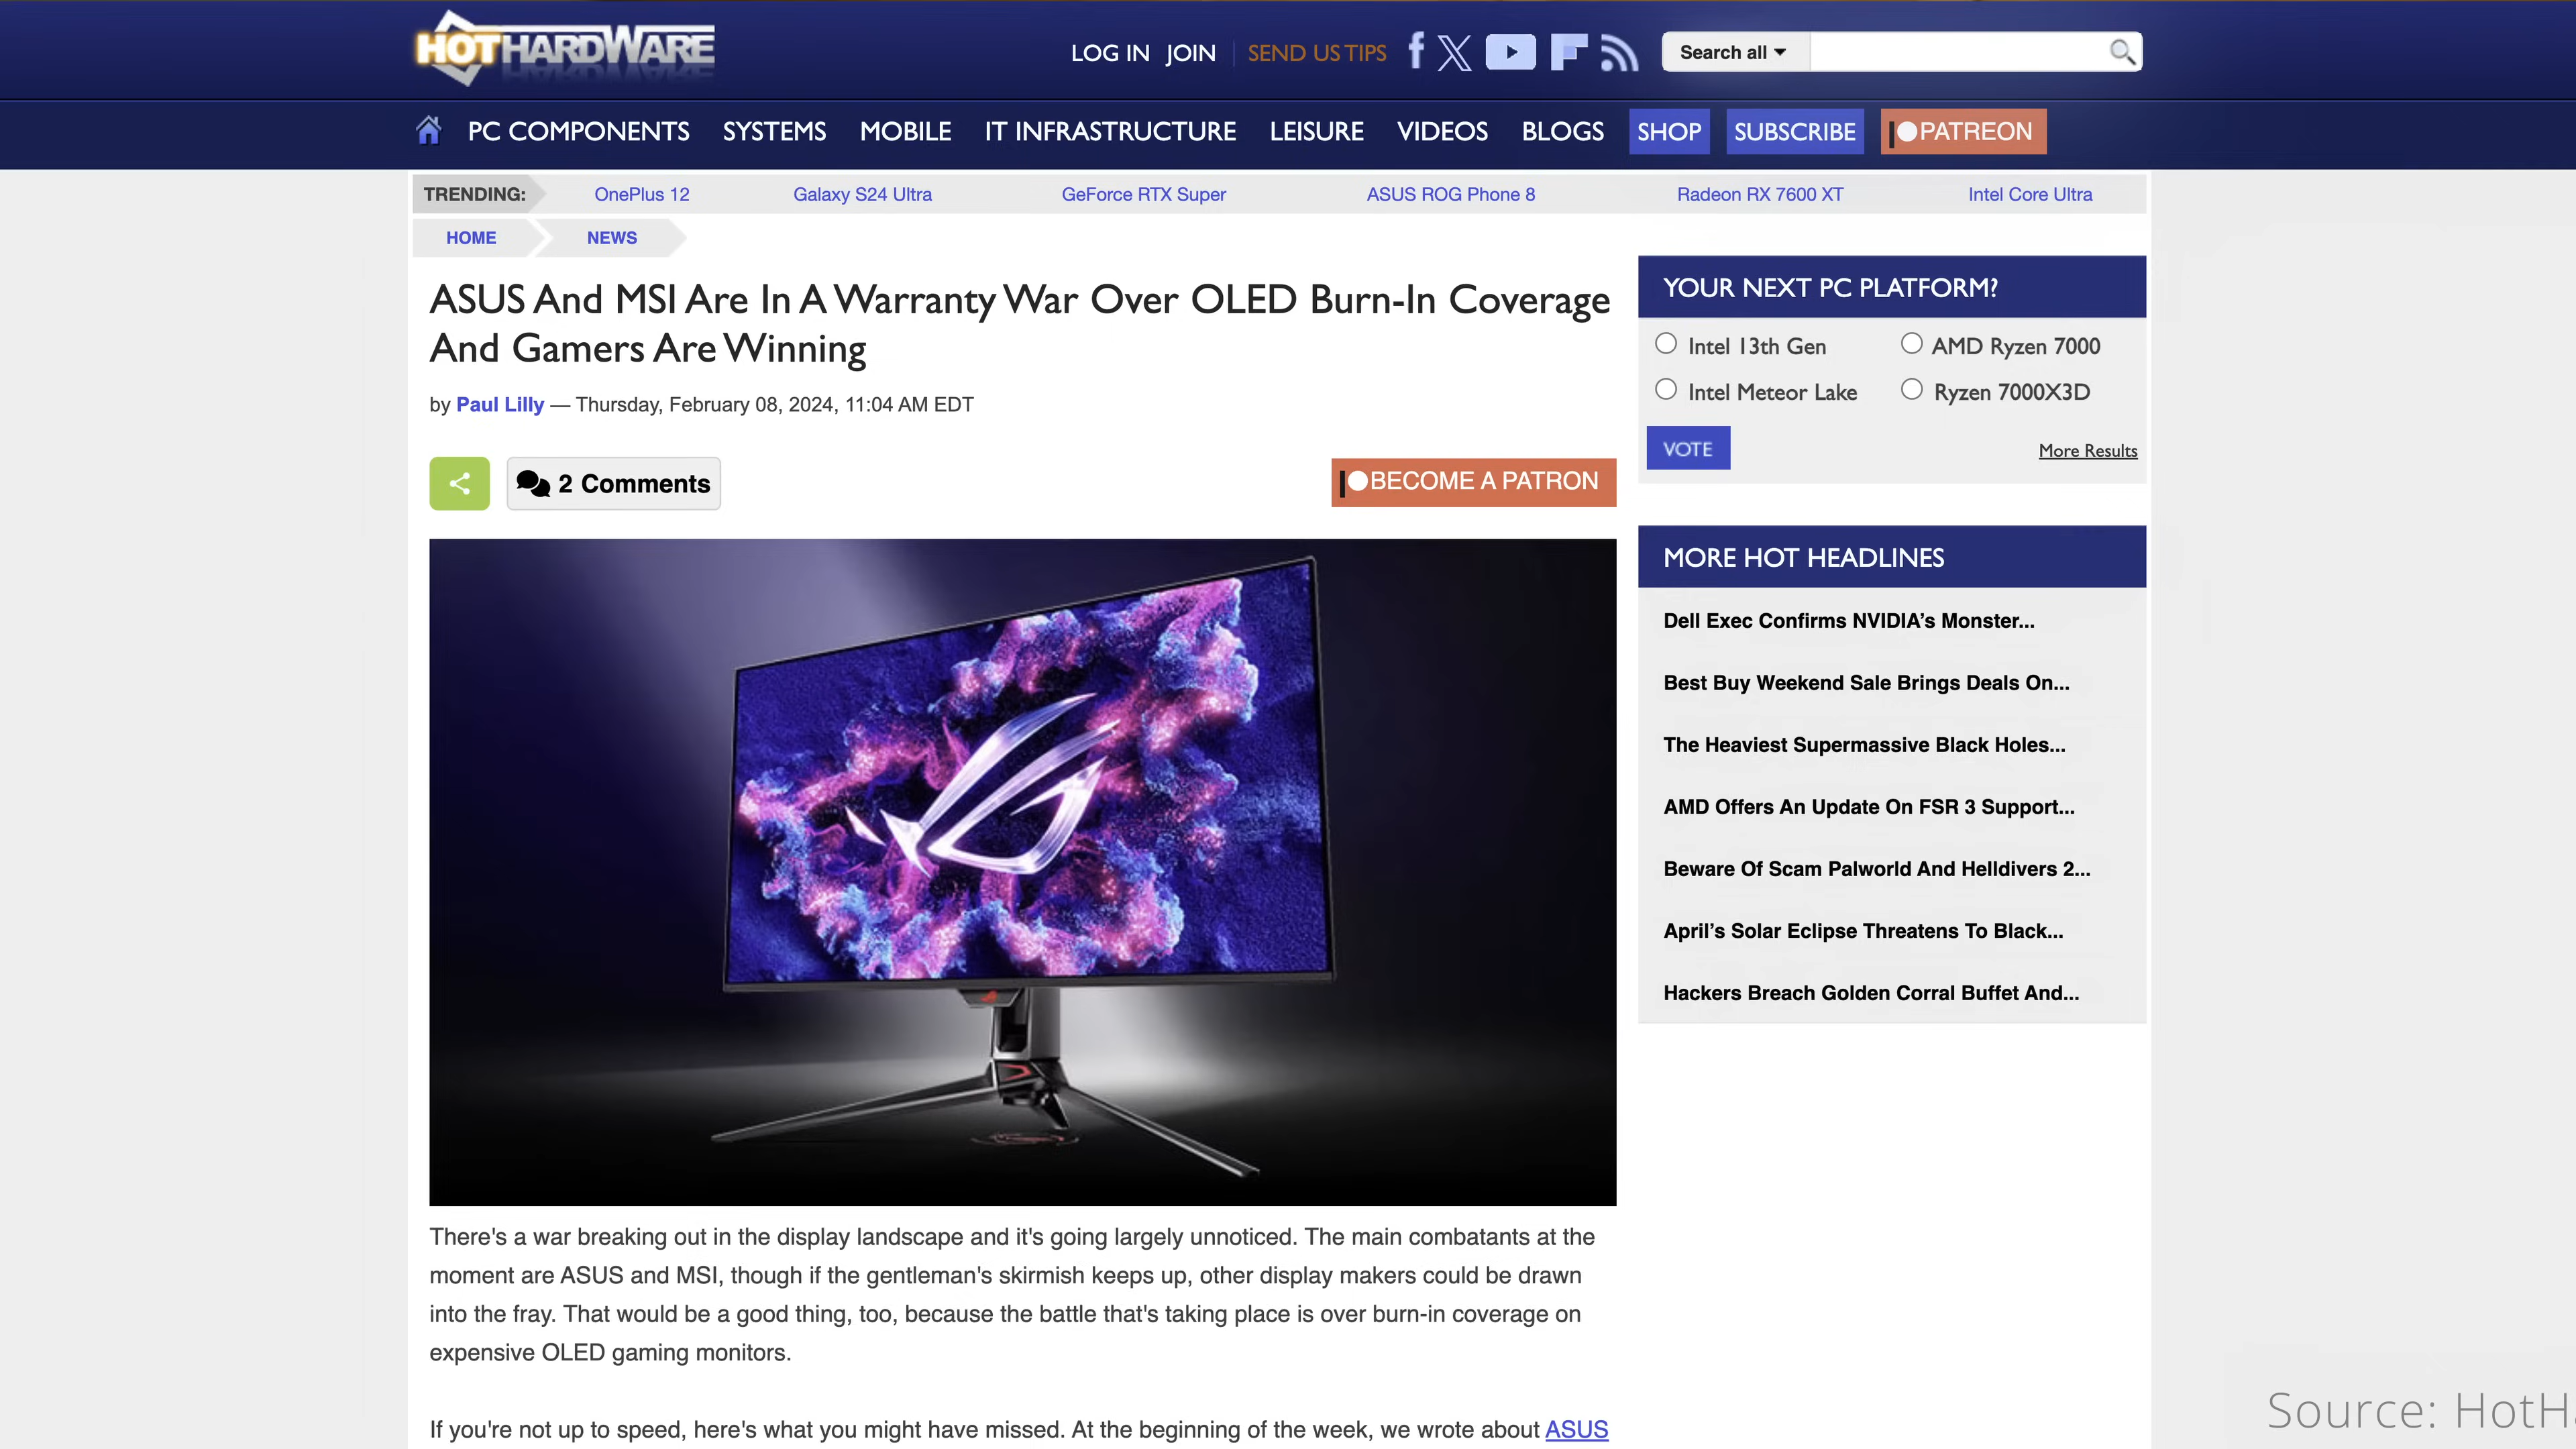 HOTHARDWARE
LOG IN JOIN SEND US TIPS
Search all
PC COMPONENTS SYSTEMS MOBILE IT INFRASTRUCTURE LEISURE VIDEOS BLOGS SHOP SUBSCRIBE PATREON
TRENDING: OnePlus 12 Galaxy S24 Ultra GeForce RTX Super ASUS ROG Phone 8 Radeon RX 7600 XT Intel Core Ultra
HOME NEWS
ASUS And MSI Are In A Warranty War Over OLED Burn-In Coverage
And Gamers Are Winning
by Paul Lilly — Thursday, February 08, 2024, 11:04 AM EDT
2 Comments
BECOME A PATRON
There's a war breaking out in the display landscape and it's going largely unnoticed. The main combatants at the
moment are ASUS and MSI, though if the gentleman's skirmish keeps up, other display makers could be drawn
into the fray. That would be a good thing, too, because the battle that's taking place is over burn-in coverage on
expensive OLED gaming monitors.
If you're not up to speed, here's what you might have missed. At the beginning of the week, we wrote about ASUS
YOUR NEXT PC PLATFORM?
Intel 13th Gen AMD Ryzen 7000
Intel Meteor Lake Ryzen 7000X3D
VOTE More Results
MORE HOT HEADLINES
Dell Exec Confirms NVIDIA's Monster...
Best Buy Weekend Sale Brings Deals On...
The Heaviest Supermassive Black Holes...
AMD Offers An Update On FSR 3 Support...
Beware Of Scam Palworld And Helldivers 2...
April's Solar Eclipse Threatens To Black...
Hackers Breach Golden Corral Buffet And...
Source: HotH